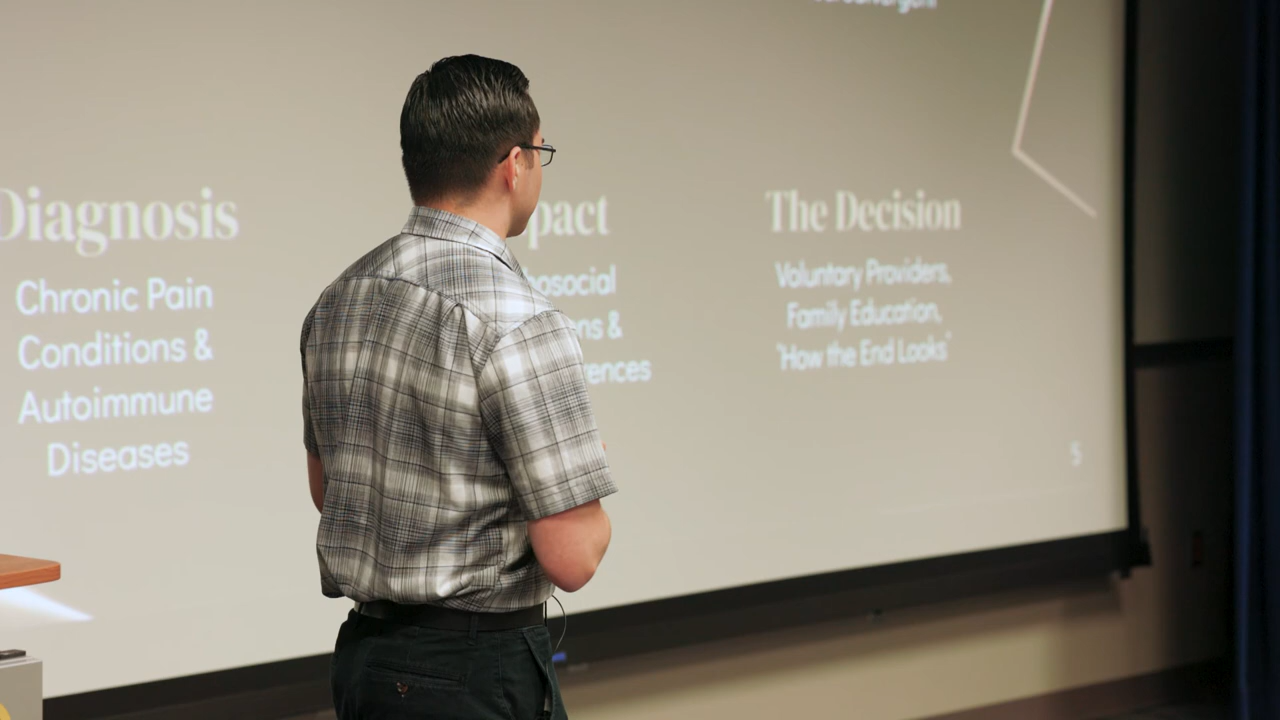 Diagnosis
Chronic Pain
Conditions &
Autoimmune
Diseases
pact
osocial
ns &
rences
The Decision
Voluntary Providers,
Family Education,
"How the End Looks"
5